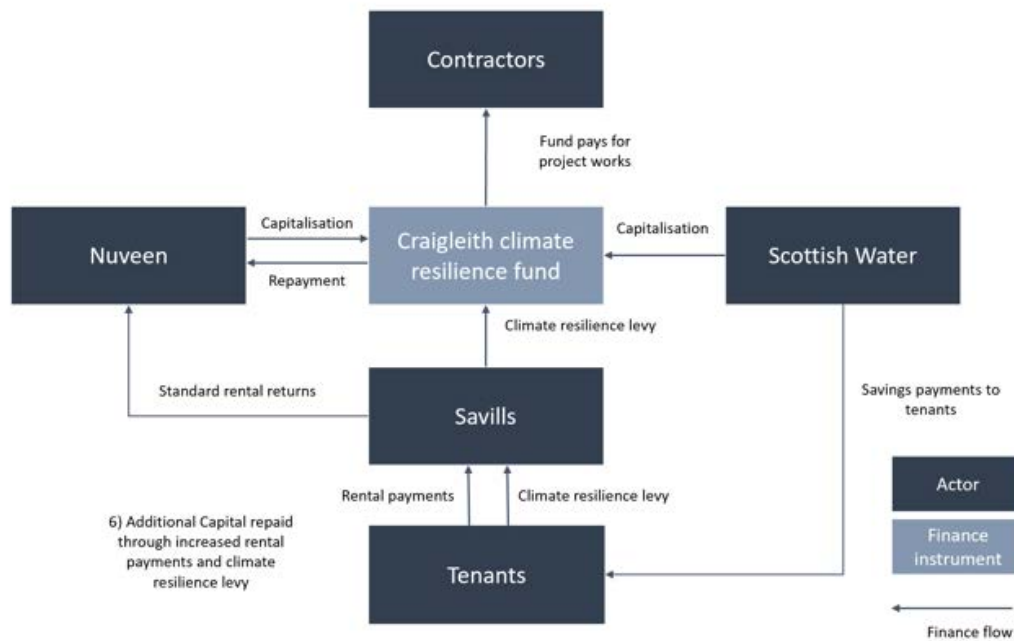 Contractors
Fund pays for
project works
Nuveen
Capitalisation
Repayment
Craigleith climate
resilience fund
Capitalisation
Scottish Water
Climate resilience levy
Standard rental returns
Savills
Savings payments to
tenants
Rental payments
Climate resilience levy
6) Additional Capital repaid
through increased rental
payments and climate
resilience levy
Tenants
Actor
Finance
instrument
Finance flow